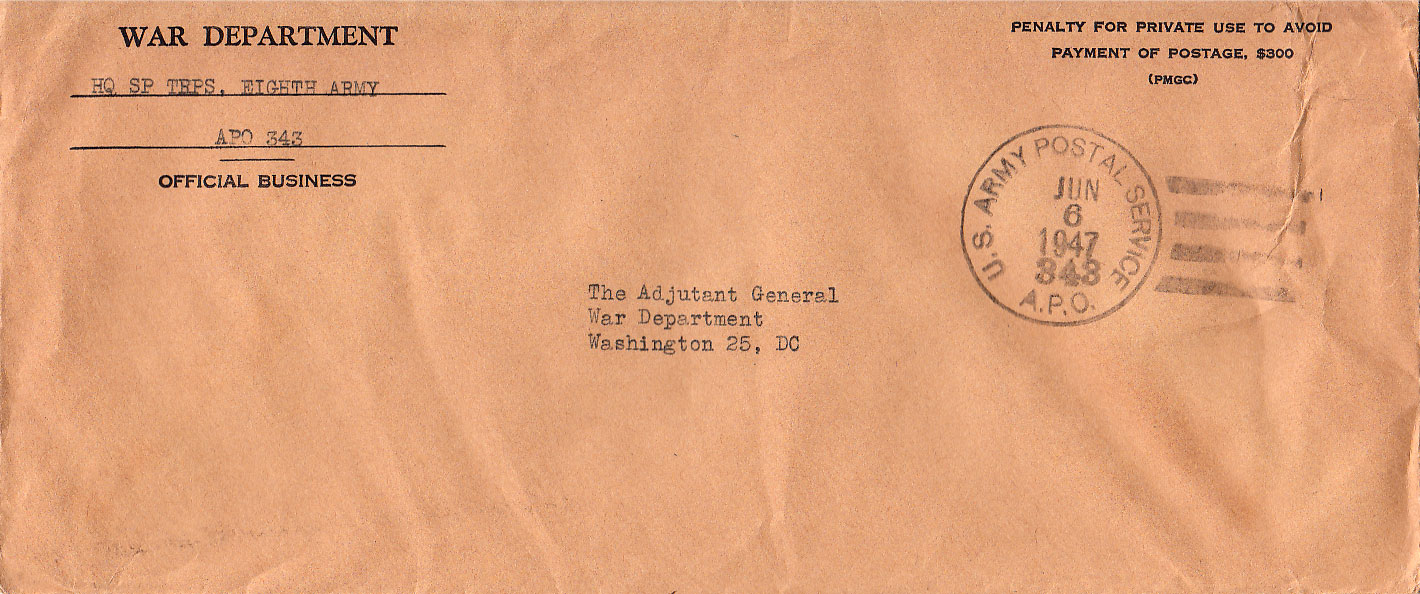 WAR DEPARTMENT
HQ SP TRPS, EIGHTH ARMY
APO 343
OFFICIAL BUSINESS
PENALTY FOR PRIVATE USE TO AVOID
PAYMENT OF POSTAGE, $300
(PMGC)
U.S. ARMY POSTAL SERVICE
JUN
6
1947
343
A.P.O.
The Adjutant General
War Department
Washington 25, DC